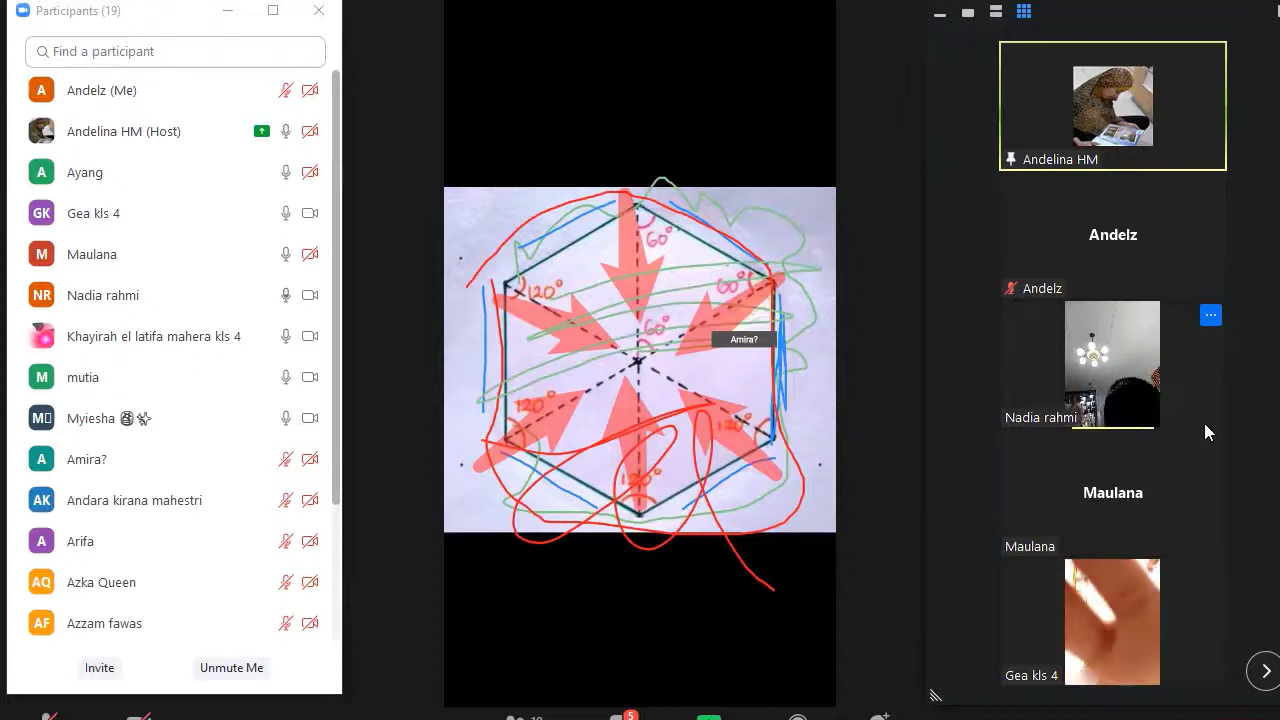 Participants (19)
Find a participant
A Andelz (Me)
Andelina HM (Host)
A Ayang
GK Gea kls 4
M Maulana
NR Nadia rahmi
Khayirah el latifa mahera kls 4
M mutia
M Myiesha
A Amira?
AK Andara kirana mahestri
A Arifa
AQ Azka Queen
AF Azzam fawas
Invite
Unmute Me
60°
120°
60°
60°
Amira?
120°
120°
120°
Andelina HM
Andelz
Andelz
Nadia rahmi
Maulana
Maulana
Gea kls 4
5